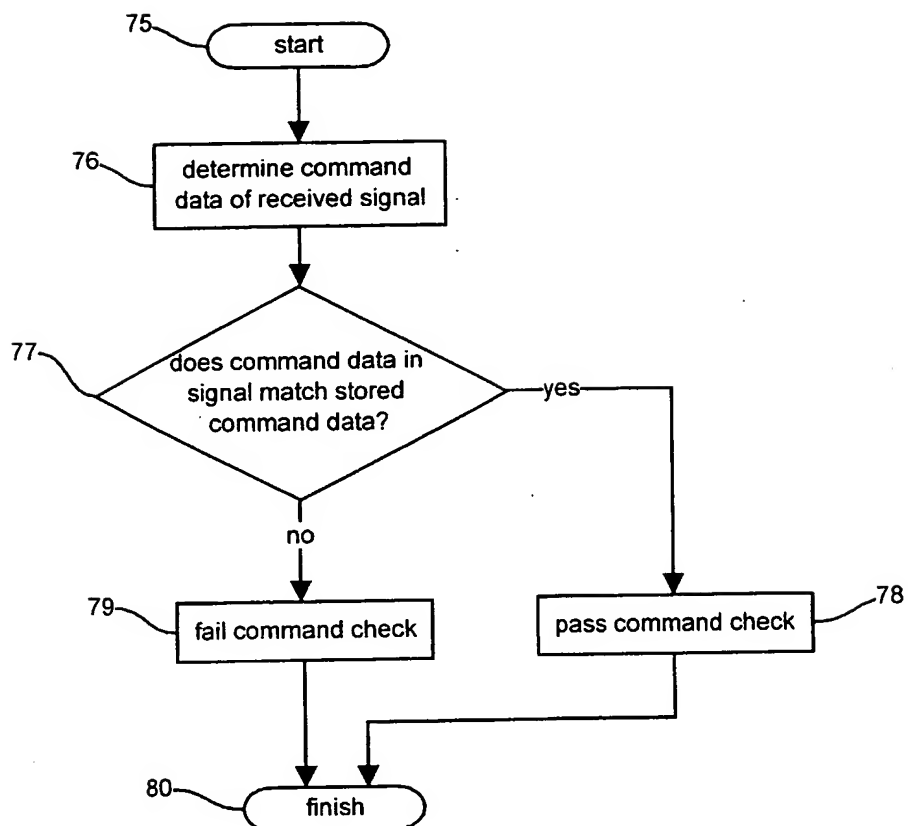 75
start
76
determine command
data of received signal
77
does command data in
signal match stored
command data?
yes
no
79
fail command check
pass command check
78
80
finish